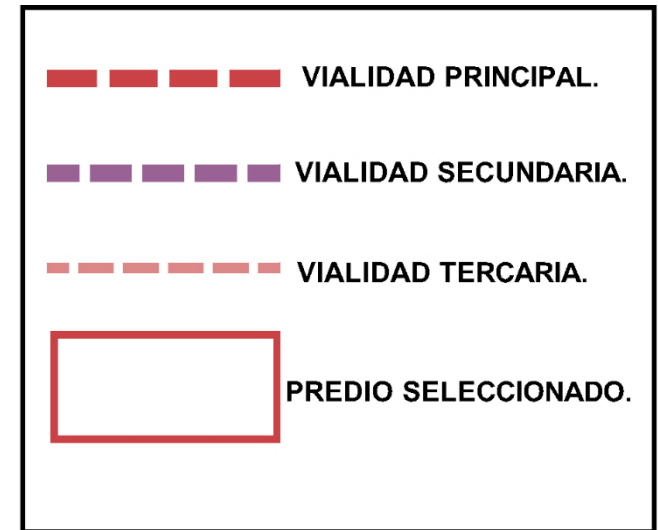 VIALIDAD PRINCIPAL.
VIALIDAD SECUNDARIA.
VIALIDAD TERCARIA.
PREDIO SELECCIONADO.